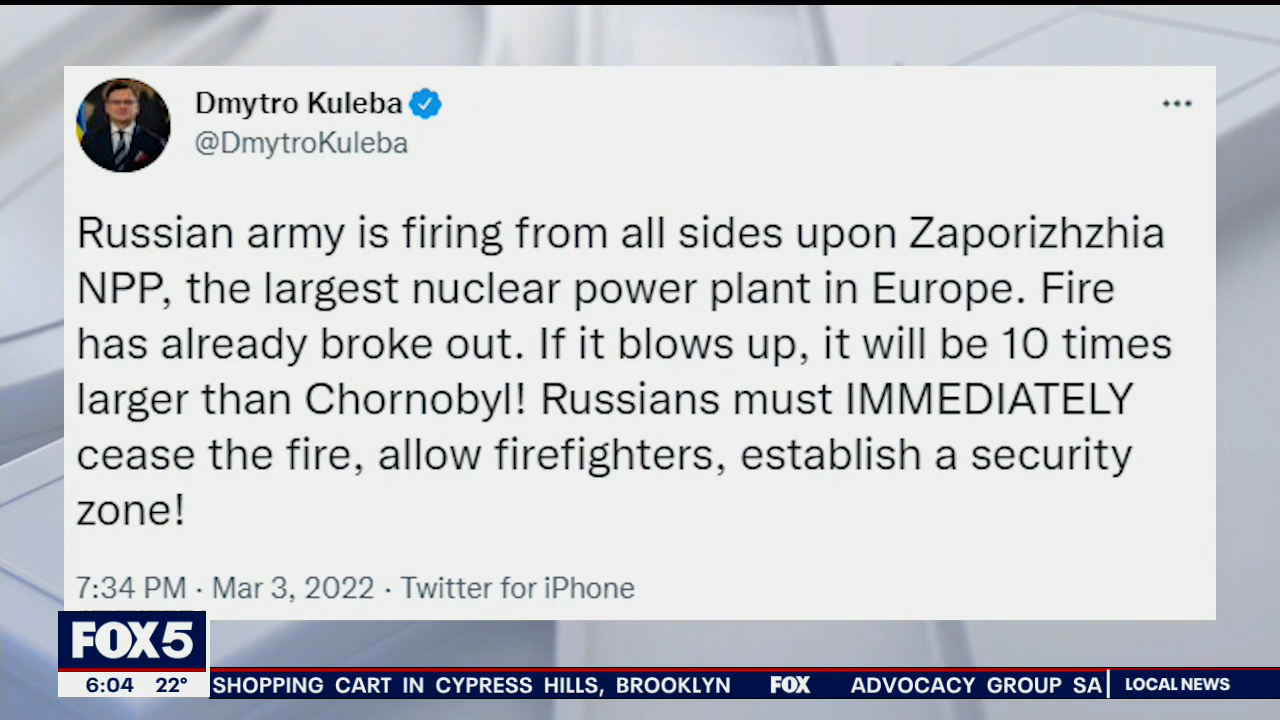 Dmytro Kuleba
@DmytroKuleba
Russian army is firing from all sides upon Zaporizhzhia
NPP, the largest nuclear power plant in Europe. Fire
has already broke out. If it blows up, it will be 10 times
larger than Chornobyl! Russians must IMMEDIATELY
cease the fire, allow firefighters, establish a security
zone!
7:34 PM · Mar 3, 2022 · Twitter for iPhone
FOX5
6:04 22°
SHOPPING CART IN CYPRESS HILLS, BROOKLYN FOX ADVOCACY GROUP SA
LOCAL NEWS